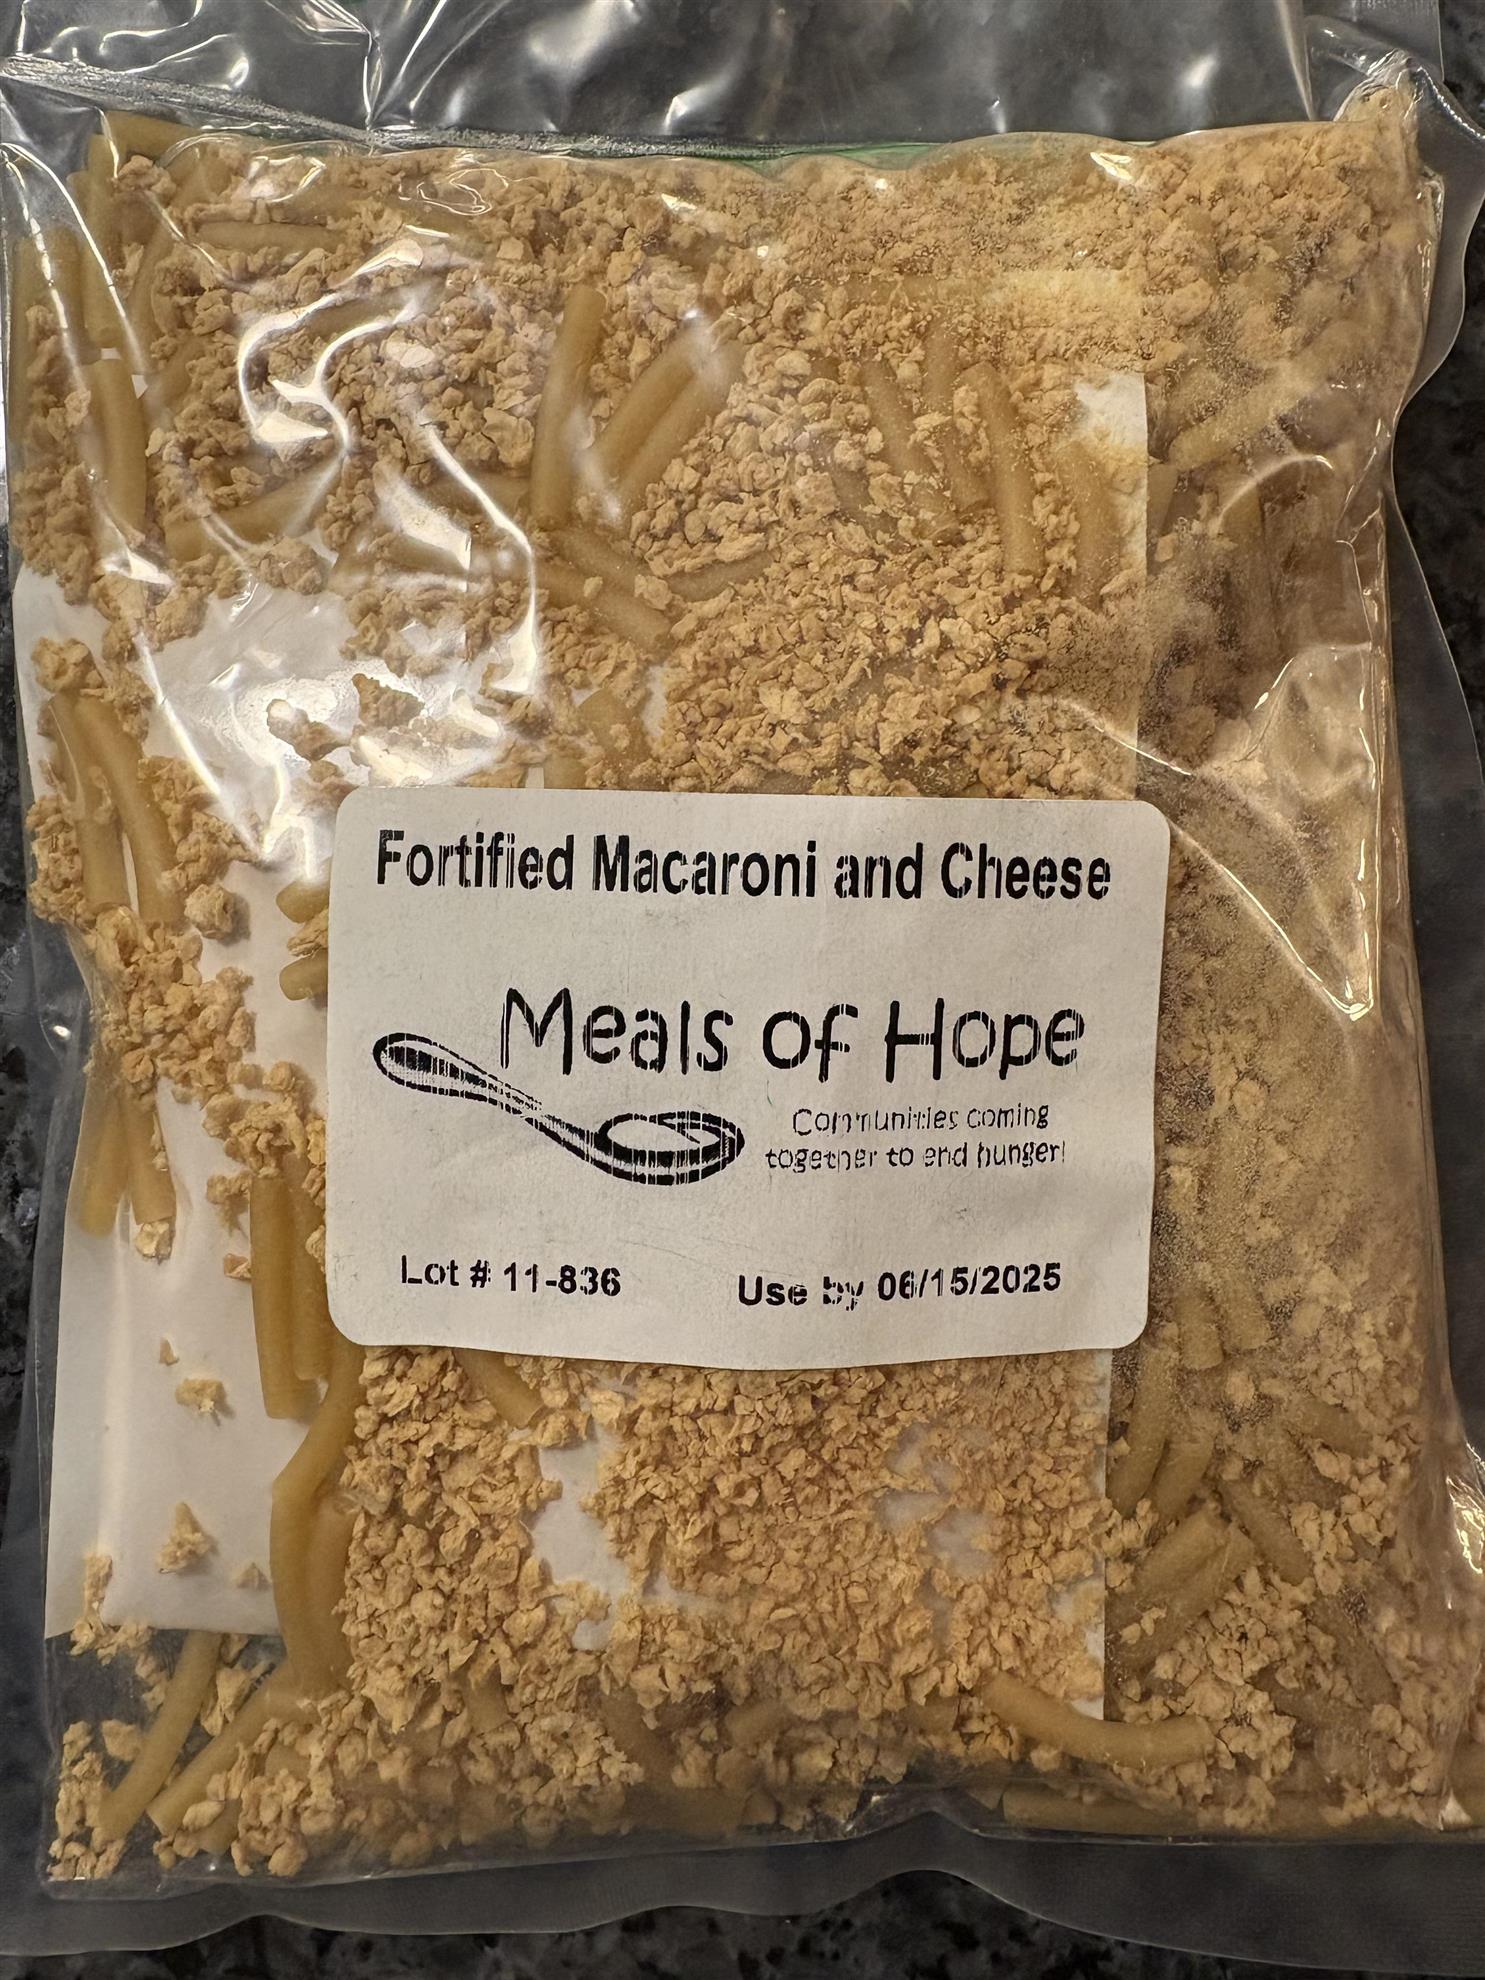 Fortified Macaroni and Cheese
Meals of Hope
Communities coming
together to end hunger!
Lot # 11-836
Use by 06/15/2025